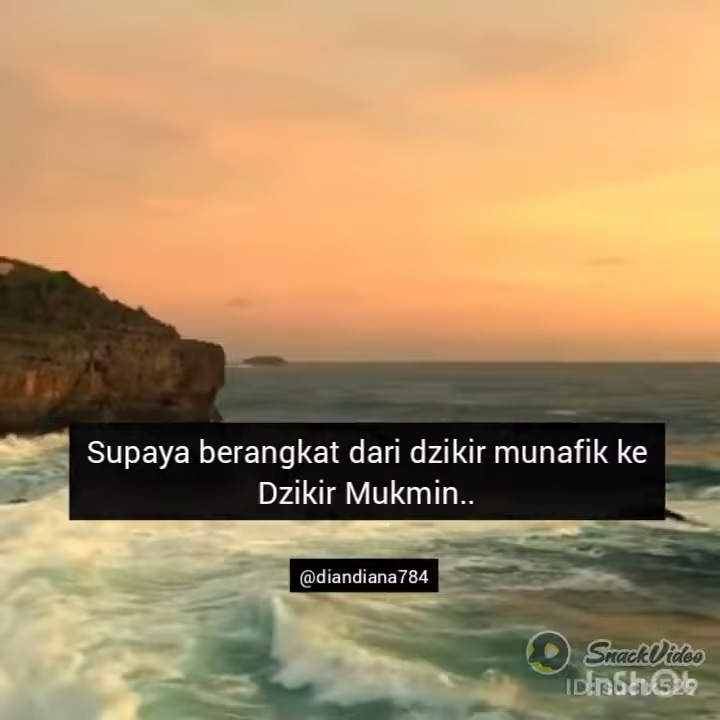 Supaya berangkat dari dzikir munafik ke
Dzikir Mukmin..
@diandiana784
SnackVideo